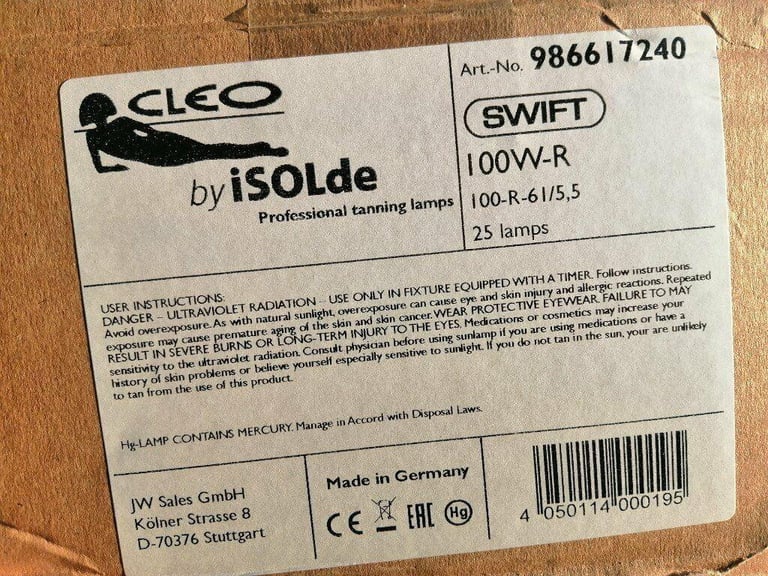 CLEO
by iSOLde
Professional tanning lamps
Art.-No. 986617240
SWIFT
100W-R
100-R-61/5,5
25 lamps
USER INSTRUCTIONS:
DANGER – ULTRAVIOLET RADIATION – USE ONLY IN FIXTURE EQUIPPED WITH A TIMER. Follow instructions.
Avoid overexposure. As with natural sunlight, overexposure can cause eye and skin injury and allergic reactions. Repeated
exposure may cause premature aging of the skin and skin cancer. WEAR PROTECTIVE EYEWEAR. FAILURE TO MAY
RESULT IN SEVERE BURNS OR LONG-TERM INJURY TO THE EYES. Medications or cosmetics may increase your
sensitivity to the ultraviolet radiation. Consult physician before using sunlamp if you are using medications or have a
history of skin problems or believe yourself especially sensitive to sunlight. If you do not tan in the sun, your are unlikely
to tan from the use of this product.
Hg-LAMP CONTAINS MERCURY. Manage in Accord with Disposal Laws.
JW Sales GmbH
Kölner Strasse 8
D-70376 Stuttgart
Made in Germany
CE EAC Hg
4 050114 000195